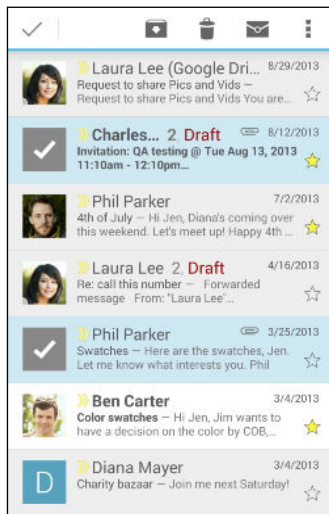 Laura Lee (Google Dri... 8/29/2013
Request to share Pics and Vids –
Request to share Pics and Vids You are...
Charles... 2, Draft 8/12/2013
Invitation: QA testing @ Tue Aug 13, 2013
11:10am - 12:10pm...
Phil Parker 7/2/2013
4th of July – Hi Jen, Diana's coming over
this weekend. Let's meet up! Happy 4th ...
Laura Lee 2, Draft 4/16/2013
Re: call this number – Forwarded
message From: "Laura Lee"...
Phil Parker 3/25/2013
Swatches – Here are the swatches, Jen.
Let me know what interests you. Phil
Ben Carter 3/4/2013
Color swatches – Hi Jen, Jim wants to
have a decision on the color by COB,...
D Diana Mayer 3/4/2013
Charity bazaar – Join me next Saturday!